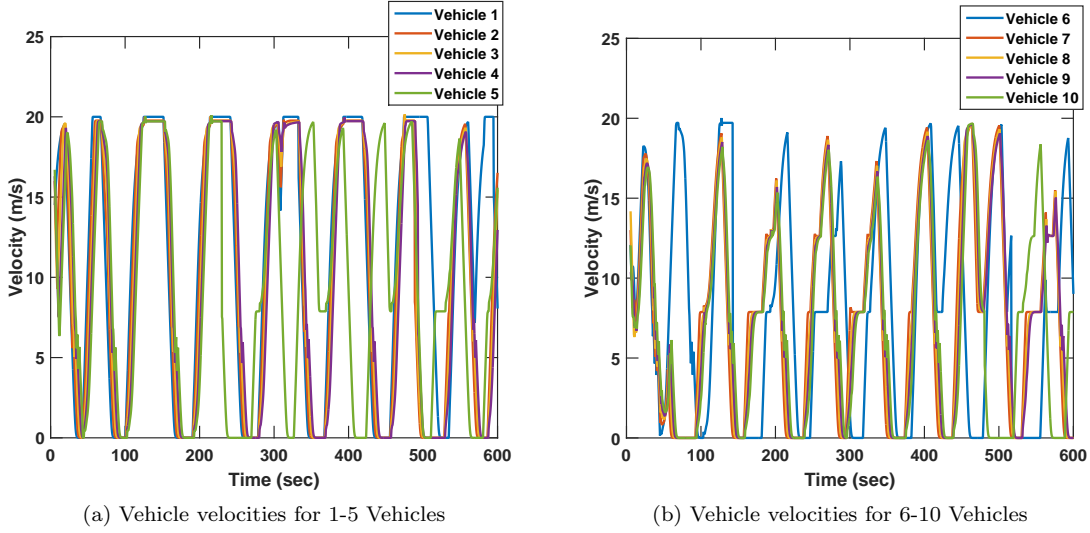 Vehicle 1
Vehicle 2
Vehicle 3
Vehicle 4
Vehicle 5
25
20
15
10
5
0
Velocity (m/s)
0 100 200 300 400 500 600
Time (sec)
(a) Vehicle velocities for 1-5 Vehicles
Vehicle 6
Vehicle 7
Vehicle 8
Vehicle 9
Vehicle 10
25
20
15
10
5
0
Velocity (m/s)
0 100 200 300 400 500 600
Time (sec)
(b) Vehicle velocities for 6-10 Vehicles